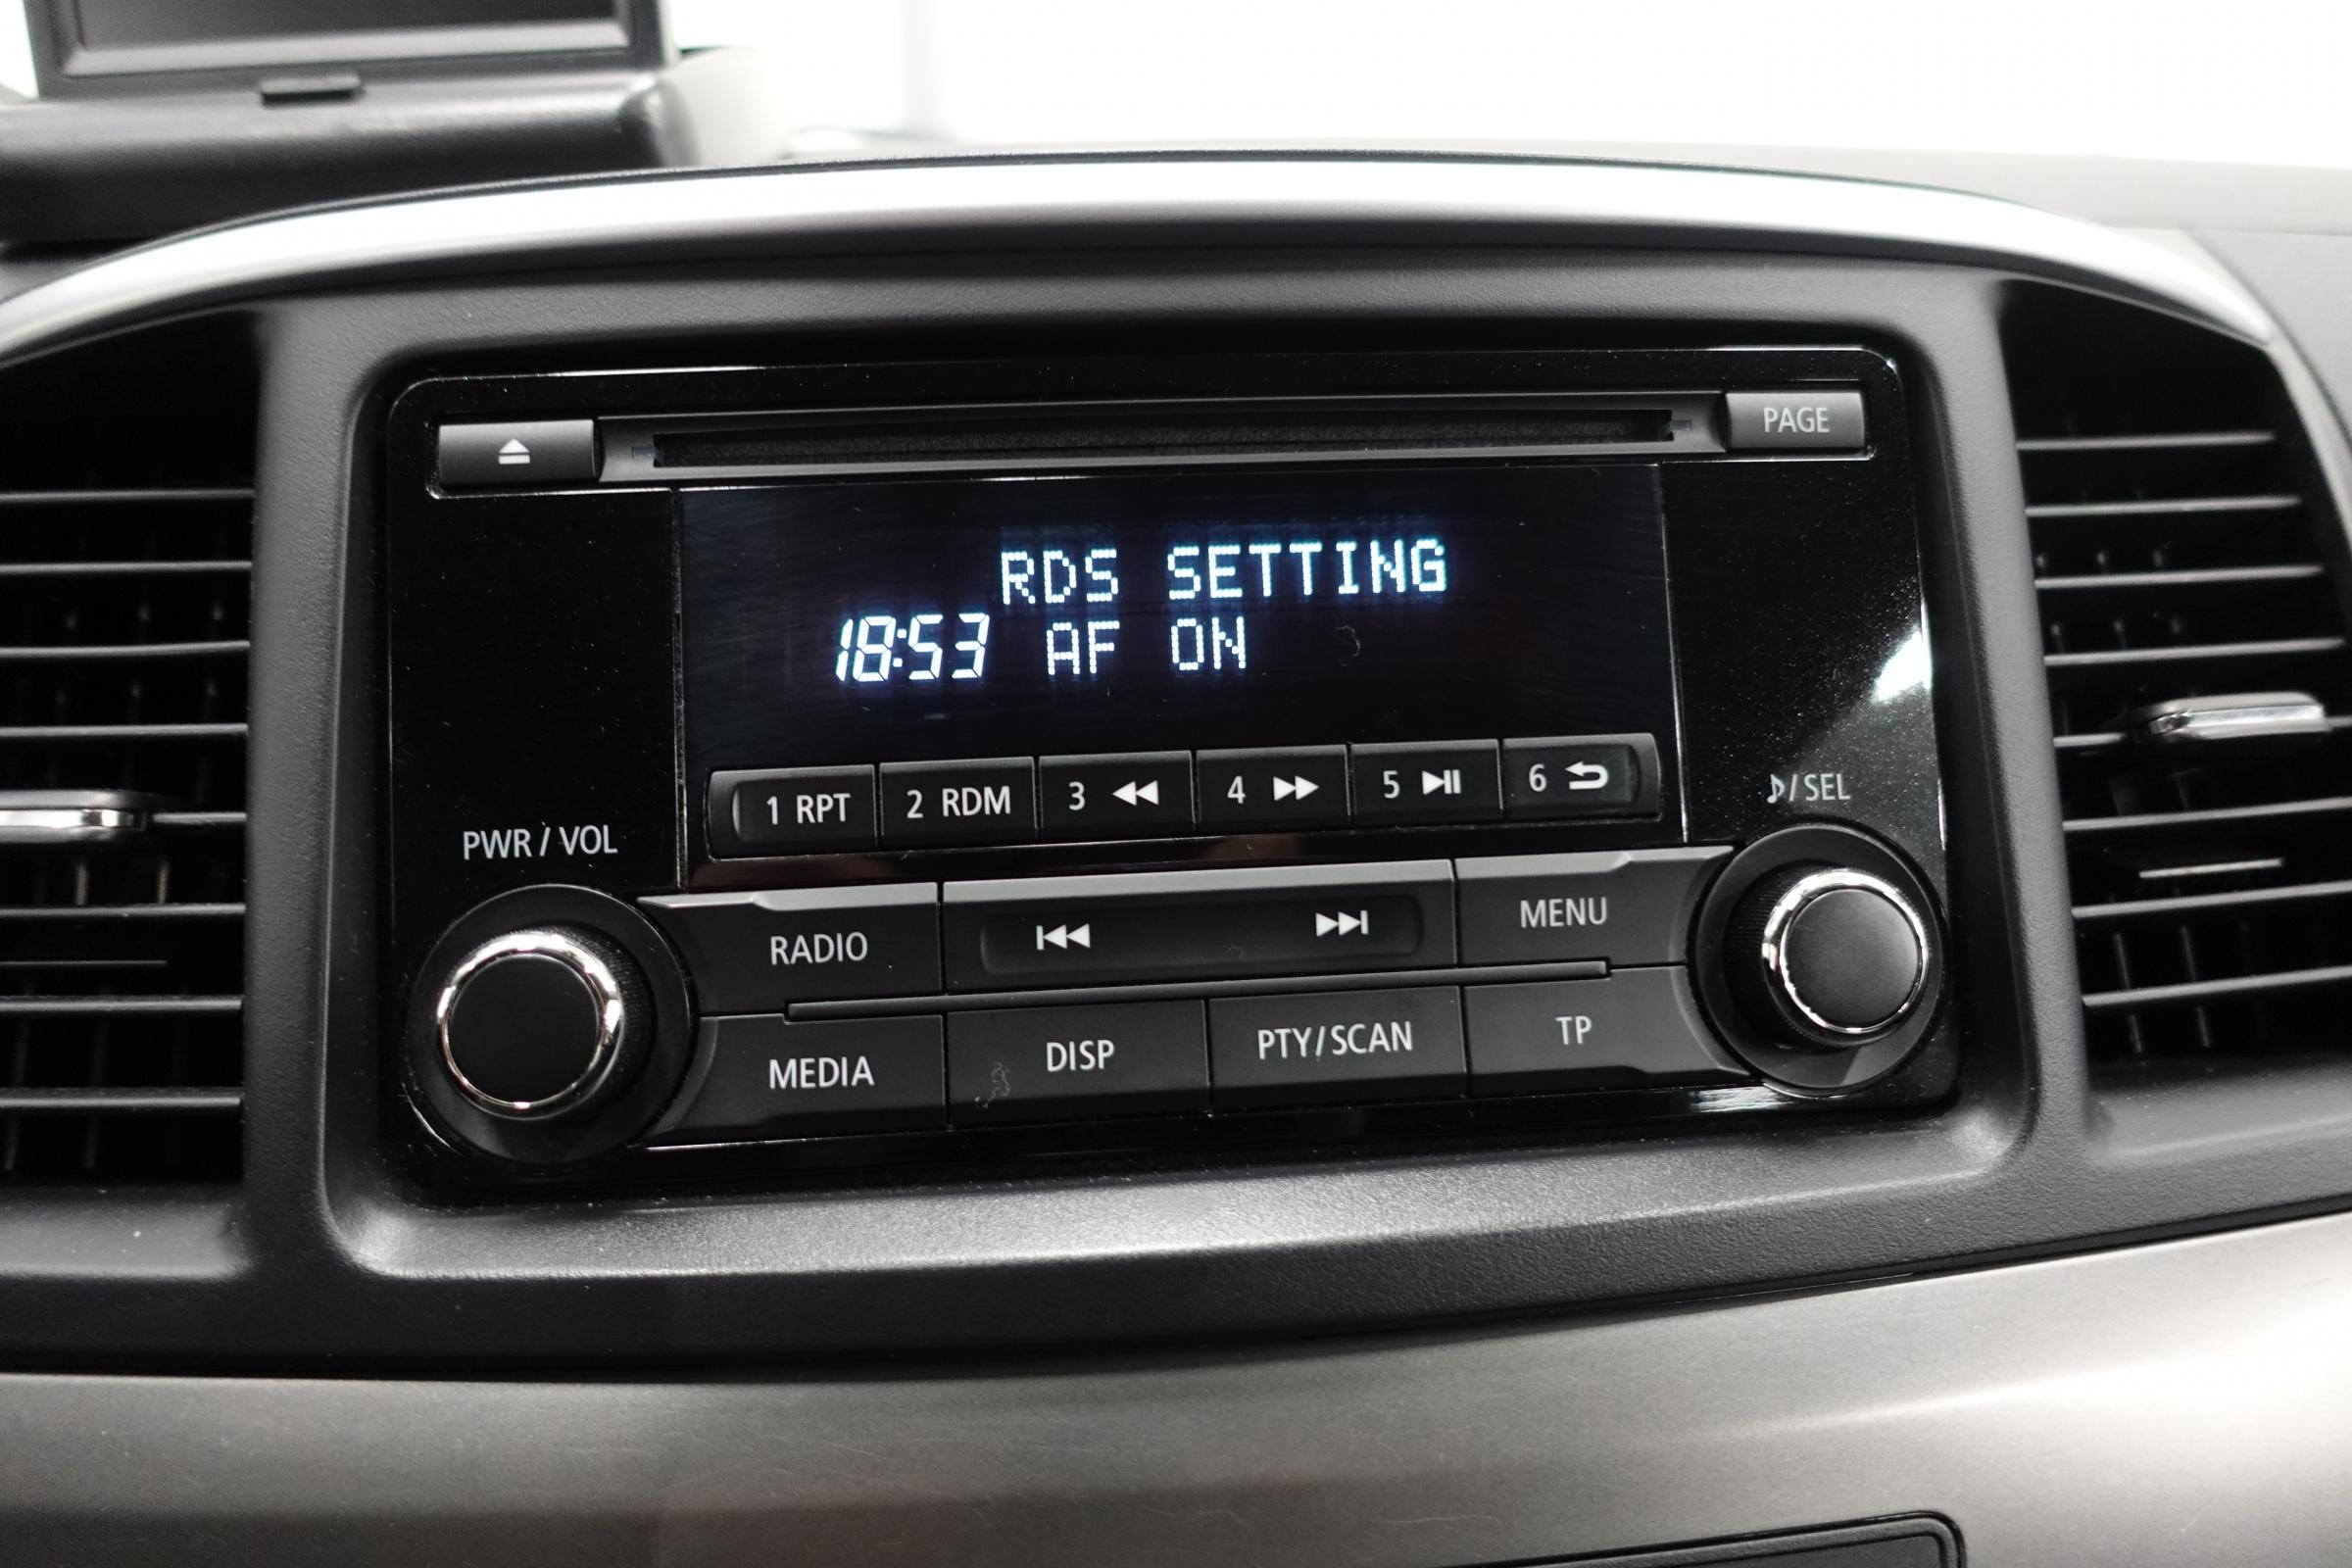 PAGE
RDS SETTING
18:53 AF ON
1 RPT 2 RDM 3 4 5 6
PWR / VOL
/SEL
RADIO
MENU
MEDIA DISP PTY/SCAN TP